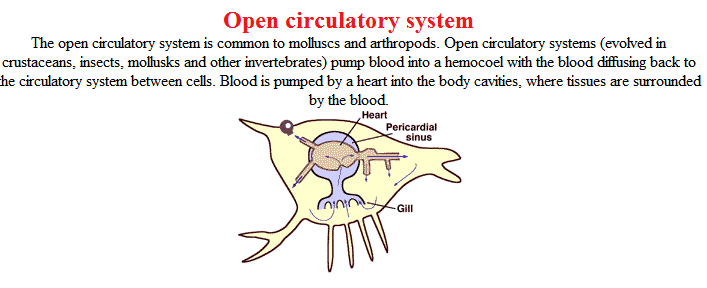 Open circulatory system
The open circulatory system is common to molluscs and arthropods. Open circulatory systems (evolved in
crustaceans, insects, mollusks and other invertebrates) pump blood into a hemocoel with the blood diffusing back to
the circulatory system between cells. Blood is pumped by a heart into the body cavities, where tissues are surrounded
by the blood.
Heart
Pericardial
sinus
Gill